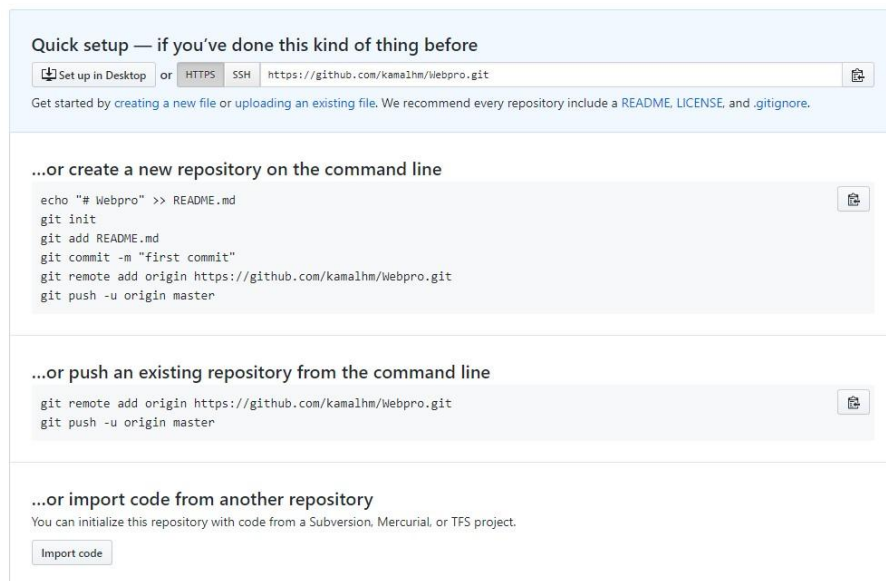 Quick setup — if you’ve done this kind of thing before
Set up in Desktop or HTTPS SSH https://github.com/kamalhm/Webpro.git
Get started by creating a new file or uploading an existing file. We recommend every repository include a README, LICENSE, and .gitignore.
…or create a new repository on the command line
echo "# Webpro" >> README.md
git init
git add README.md
git commit -m "first commit"
git remote add origin https://github.com/kamalhm/Webpro.git
git push -u origin master
…or push an existing repository from the command line
git remote add origin https://github.com/kamalhm/Webpro.git
git push -u origin master
…or import code from another repository
You can initialize this repository with code from a Subversion, Mercurial, or TFS project.
Import code